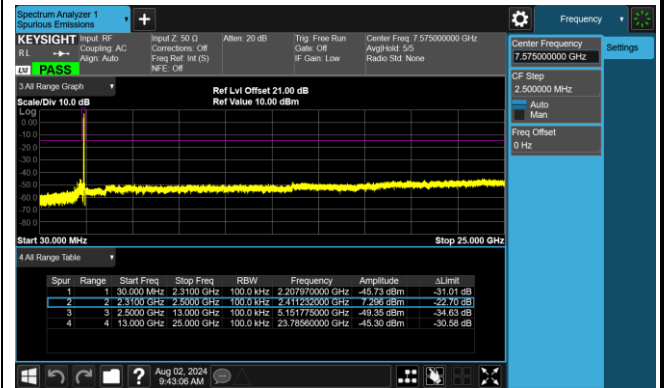 Spectrum Analyzer 1
Spurious Emissions
Frequency
KEYSIGHT
RL
Input: RF
Coupling: AC
Align: Auto
Input Z: 50 Ω
Corrections: Off
Freq Ref: Int (S)
NFE: Off
Atten: 20 dB
Trig: Free Run
Gate: Off
IF Gain: Low
Center Freq: 7.575000000 GHz
Avg|Hold: 5/5
Radio Std: None
LXI PASS
Center Frequency
7.575000000 GHz
Settings
CF Step
2.500000 MHz
Auto
Man
Freq Offset
0 Hz
3 All Range Graph
Scale/Div 10.0 dB
Ref Lvl Offset 21.00 dB
Ref Value 10.00 dBm
Log
0.00
-10.0
-20.0
-30.0
-40.0
-50.0
-60.0
-70.0
-80.0
Start 30.000 MHz
Stop 25.000 GHz
4 All Range Table
Spur Range Start Freq Stop Freq RBW Frequency Amplitude ΔLimit
1 1 30.000 MHz 2.3100 GHz 100.0 kHz 2.207970000 GHz -45.73 dBm -31.01 dB
2 2 2.3100 GHz 2.5000 GHz 100.0 kHz 2.411232000 GHz 7.296 dBm -22.70 dB
3 3 2.5000 GHz 13.000 GHz 100.0 kHz 5.151775000 GHz -49.35 dBm -34.63 dB
4 4 13.000 GHz 25.000 GHz 100.0 kHz 23.78560000 GHz -45.30 dBm -30.58 dB
?
Aug 02, 2024
9:43:06 AM